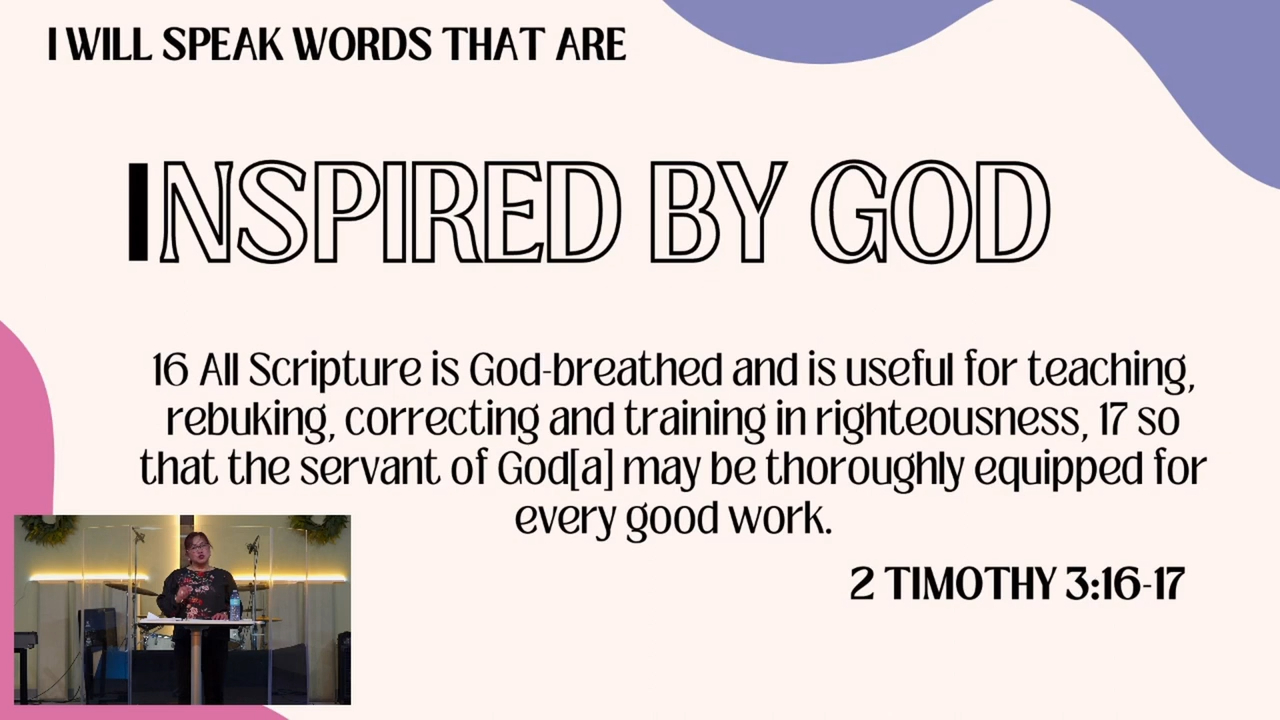 I WILL SPEAK WORDS THAT ARE
INSPIRED BY GOD
16 All Scripture is God-breathed and is useful for teaching,
rebuking, correcting and training in righteousness, 17 so
that the servant of God[a] may be thoroughly equipped for
every good work.
2 TIMOTHY 3:16-17